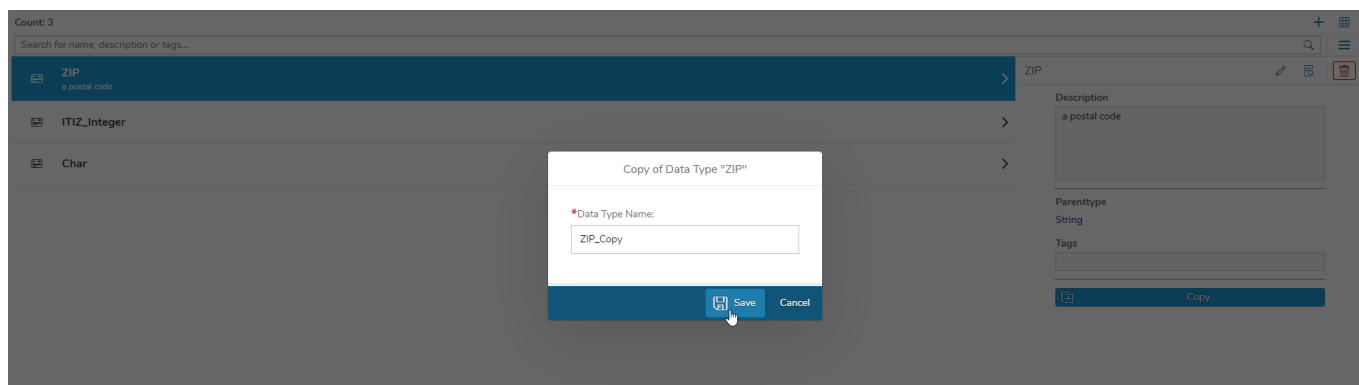 Count: 3
Search for name, description or tags...
ZIP
a postal code
ITIZ_Integer
Char
ZIP
Description
a postal code
Parenttype
String
Tags
Copy
Copy of Data Type "ZIP"
*Data Type Name:
ZIP_Copy
Save Cancel